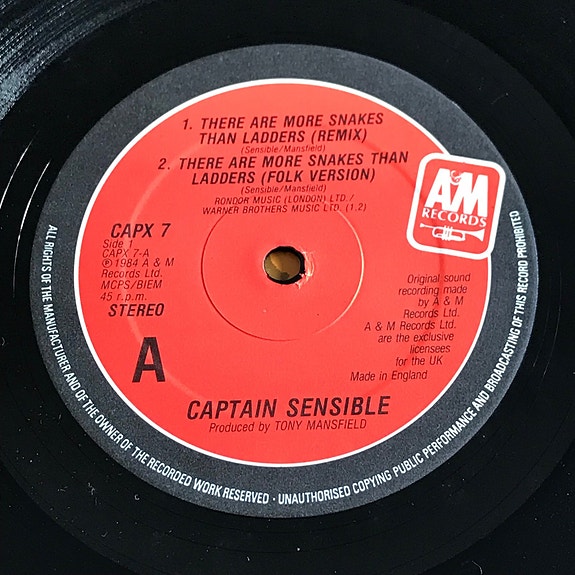 1. THERE ARE MORE SNAKES
THAN LADDERS (REMIX)
(Sensible/Mansfield)
2. THERE ARE MORE SNAKES THAN
LADDERS (FOLK VERSION)
(Sensible/Mansfield)
RONDOR MUSIC (LONDON) LTD./
WARNER BROTHERS MUSIC LTD. (1,2)
A&M
RECORDS
CAPX 7
Side 1
CAPX 7-A
℗ 1984 A & M
Records Ltd.
MCPS/BIEM
45 r.p.m.
STEREO
A
Original sound
recording made
by A & M
Records Ltd.
A & M Records Ltd.
are the exclusive
licensees
for the UK
Made in England
CAPTAIN SENSIBLE
Produced by TONY MANSFIELD
ALL RIGHTS OF THE MANUFACTURER AND OF THE OWNER OF THE RECORDED WORK RESERVED · UNAUTHORISED COPYING PUBLIC PERFORMANCE AND BROADCASTING OF THIS RECORD PROHIBITED